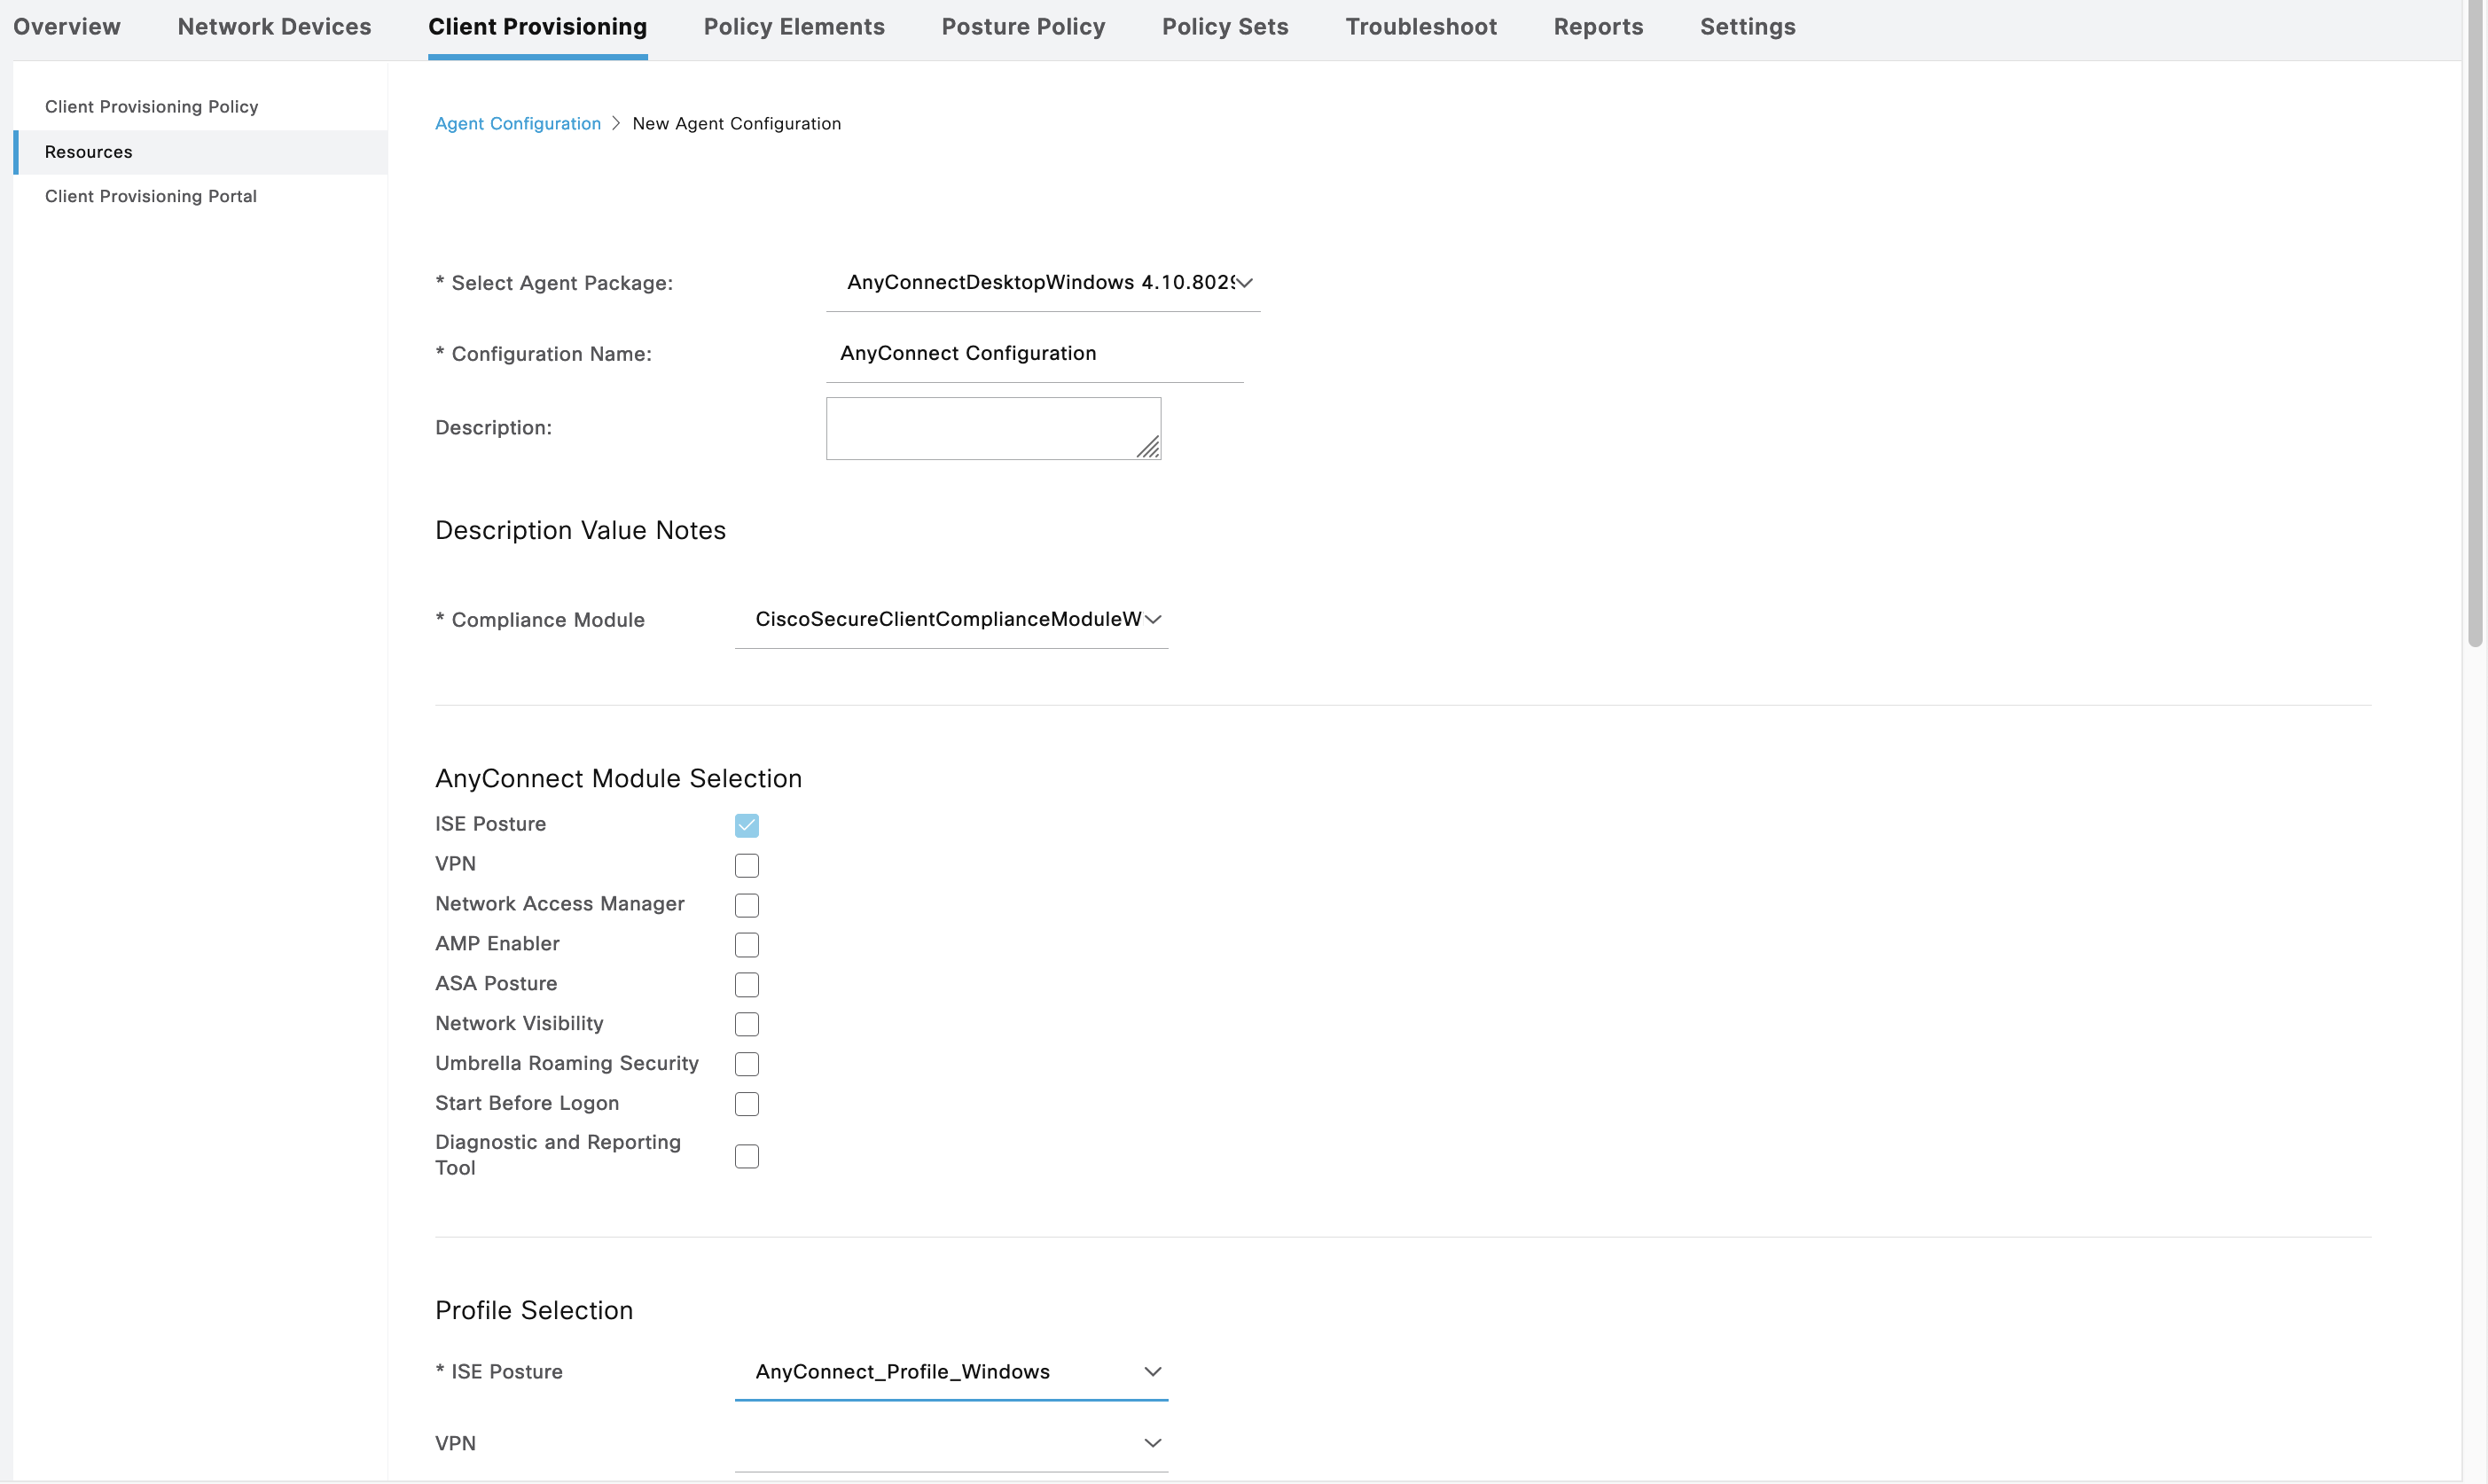 Overview Network Devices Client Provisioning Policy Elements Posture Policy Policy Sets Troubleshoot Reports Settings
Client Provisioning Policy
Resources
Client Provisioning Portal
Agent Configuration > New Agent Configuration
* Select Agent Package: AnyConnectDesktopWindows 4.10.8029
* Configuration Name: AnyConnect Configuration
Description:
Description Value Notes
* Compliance Module CiscoSecureClientComplianceModuleW
AnyConnect Module Selection
ISE Posture
VPN
Network Access Manager
AMP Enabler
ASA Posture
Network Visibility
Umbrella Roaming Security
Start Before Logon
Diagnostic and Reporting
Tool
Profile Selection
* ISE Posture AnyConnect_Profile_Windows
VPN